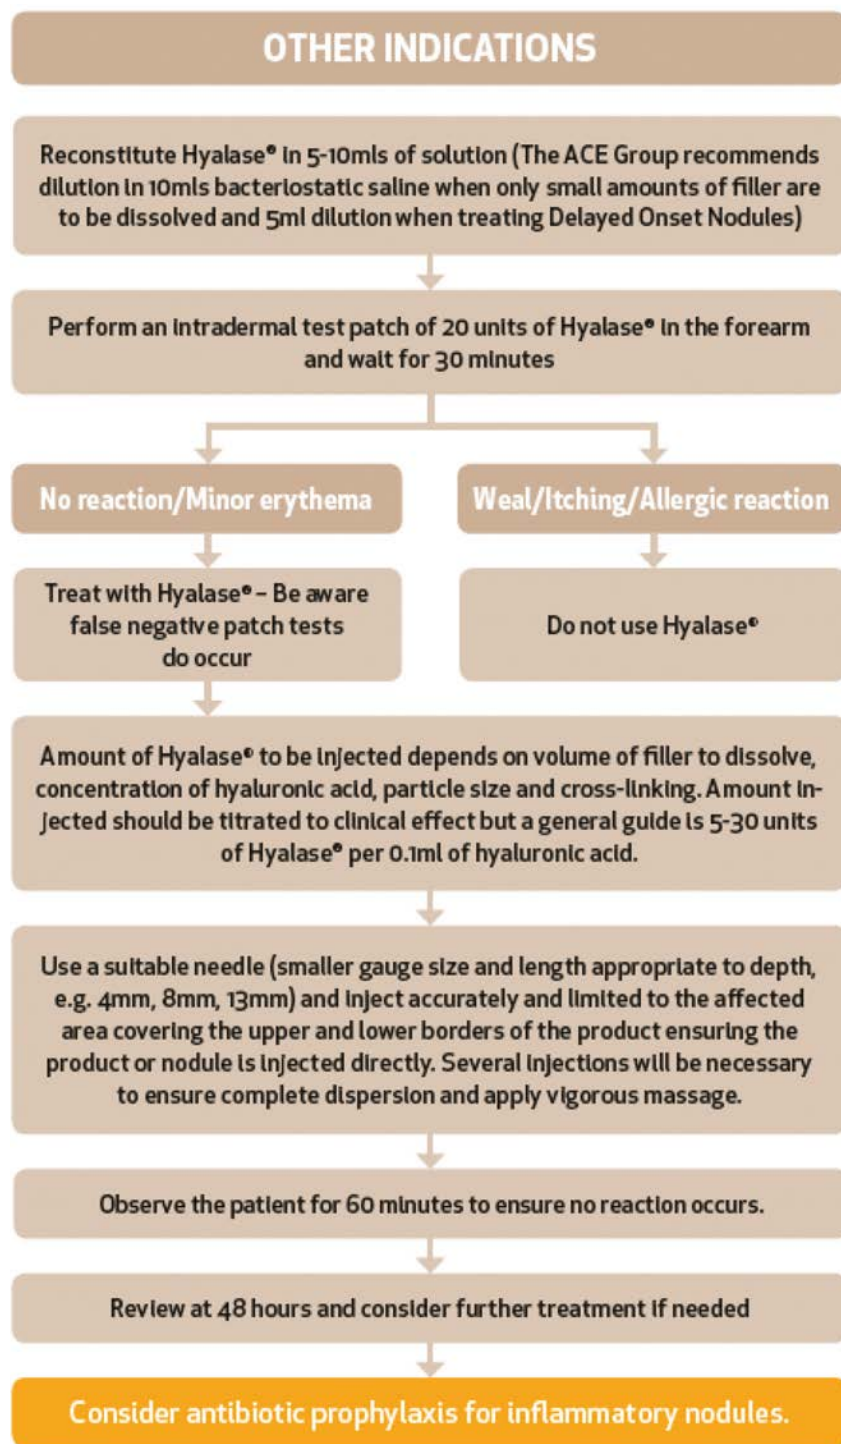 OTHER INDICATIONS
Reconstitute Hyalase® in 5-10mls of solution (The ACE Group recommends
dilution in 10mls bacteriostatic saline when only small amounts of filler are
to be dissolved and 5ml dilution when treating Delayed Onset Nodules)
Perform an intradermal test patch of 20 units of Hyalase® in the forearm
and wait for 30 minutes
No reaction/Minor erythema
Weal/Itching/Allergic reaction
Treat with Hyalase® – Be aware
false negative patch tests
do occur
Do not use Hyalase®
Amount of Hyalase® to be injected depends on volume of filler to dissolve,
concentration of hyaluronic acid, particle size and cross-linking. Amount in-
jected should be titrated to clinical effect but a general guide is 5-30 units
of Hyalase® per 0.1ml of hyaluronic acid.
Use a suitable needle (smaller gauge size and length appropriate to depth,
e.g. 4mm, 8mm, 13mm) and inject accurately and limited to the affected
area covering the upper and lower borders of the product ensuring the
product or nodule is injected directly. Several injections will be necessary
to ensure complete dispersion and apply vigorous massage.
Observe the patient for 60 minutes to ensure no reaction occurs.
Review at 48 hours and consider further treatment if needed
Consider antibiotic prophylaxis for inflammatory nodules.